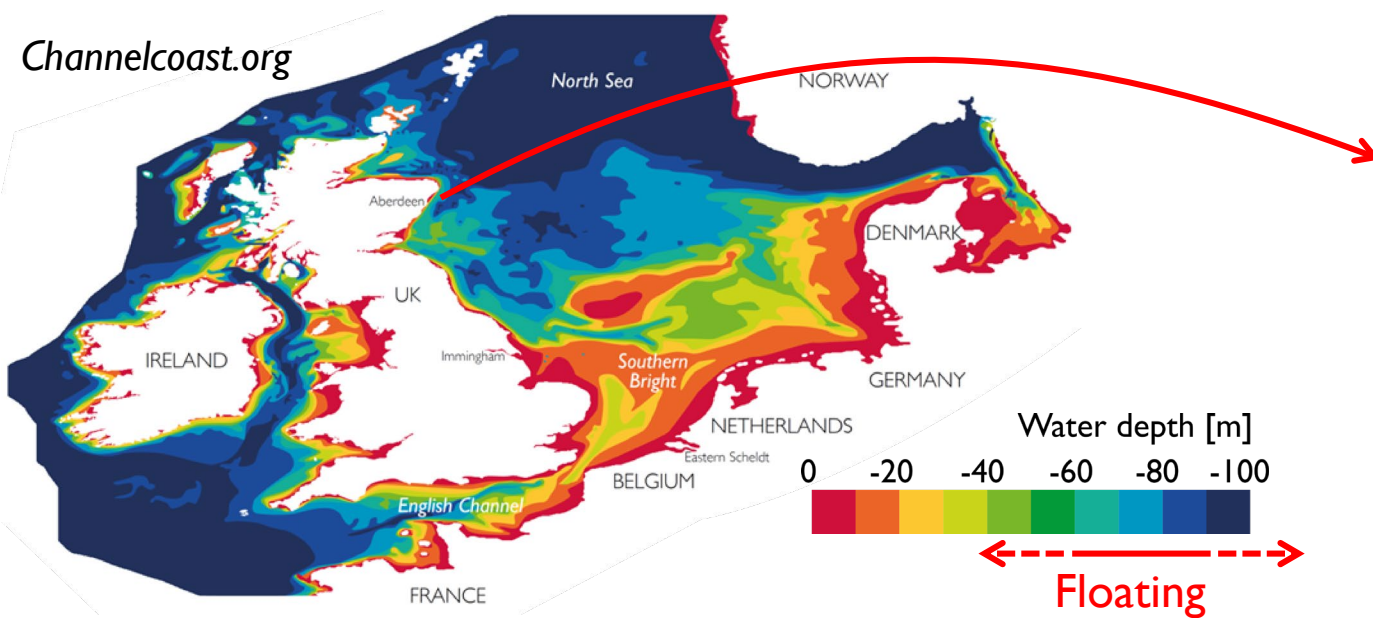 Channelcoast.org
North Sea
NORWAY
Aberdeen
DENMARK
UK
IRELAND
Immingham
Southern
Bright
GERMANY
NETHERLANDS
Eastern Scheldt
BELGIUM
English Channel
FRANCE
Water depth [m]
0 -20 -40 -60 -80 -100
Floating